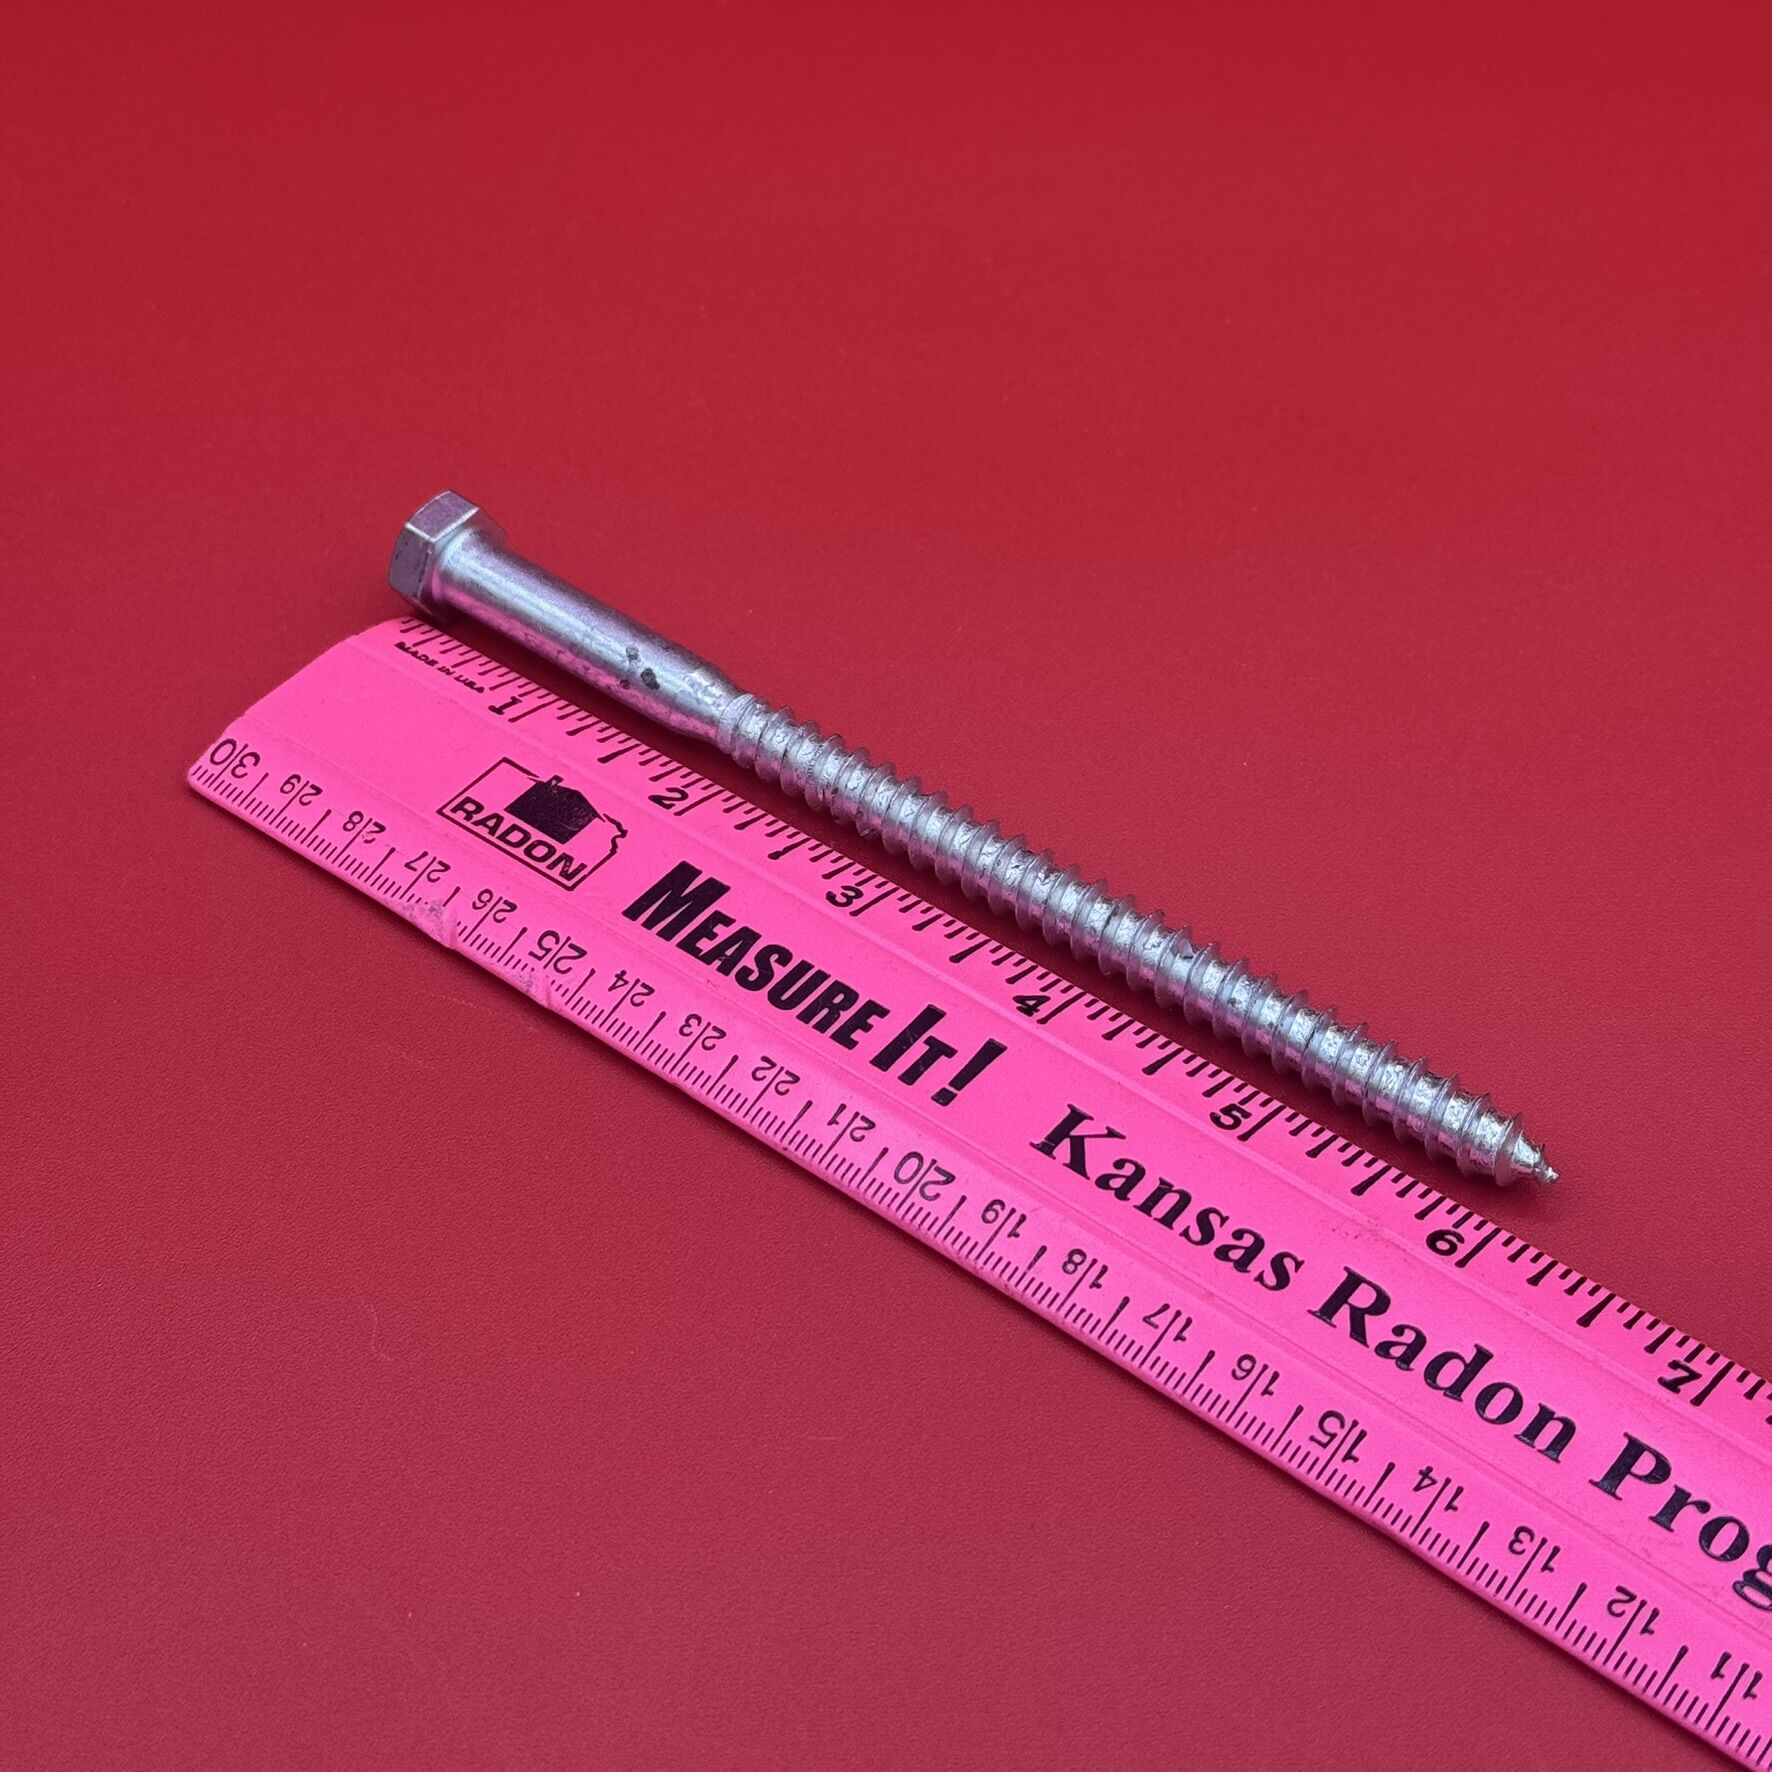 MADE IN USA
1 2 3 4 5 6 7
RADON
MEASURE IT!
Kansas Radon Prog
30 29 28 27 26 25 24 23 22 21 20 19 18 17 16 15 14 13 12 11